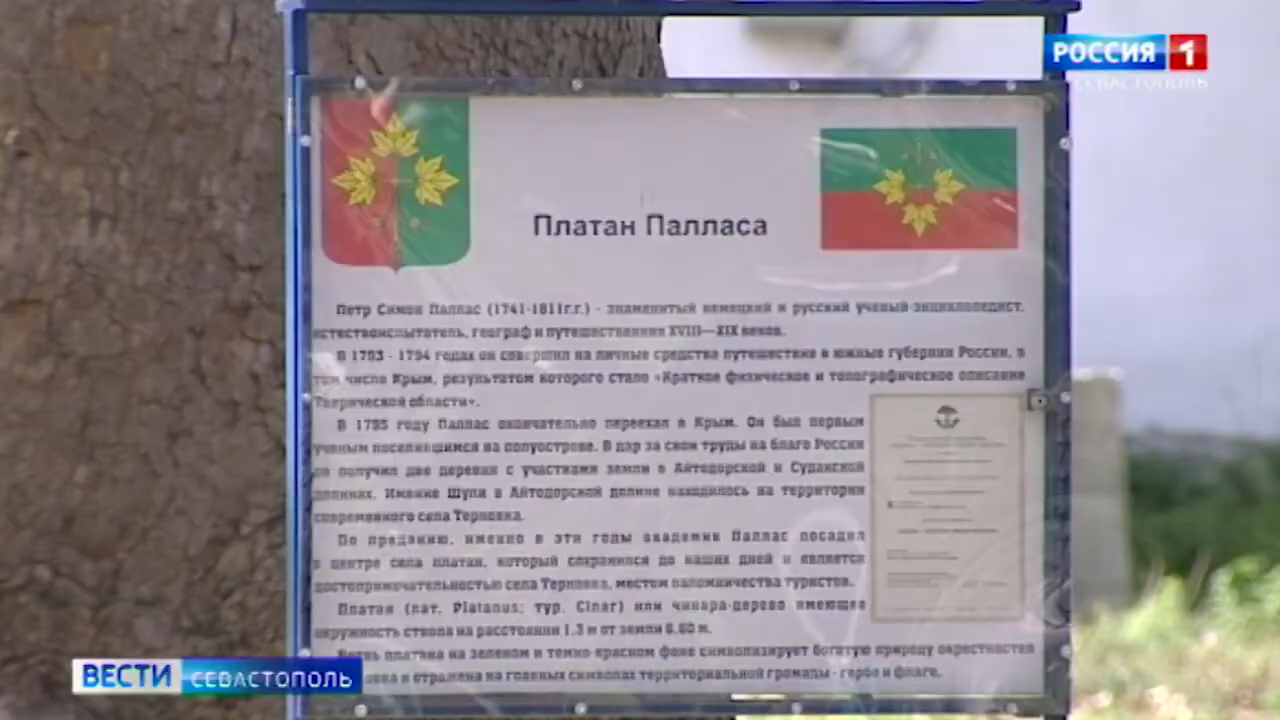 РОССИЯ 1
СЕВАСТОПОЛЬ
Платан Палласа
Петр Симон Паллас (1741-1811г.г.) - знаменитый немецкий и русский ученый-энциклопедист,
естествоиспытатель, географ и путешественник XVIII—XIX веков.
В 1793 - 1794 годах он совершил на личные средства путешествие в южные губернии России, в
том числе Крым, результатом которого стало «Краткое физическое и топографическое описание
Таврической области».
В 1795 году Паллас окончательно переехал в Крым. Он был первым
ученым поселившимся на полуострове. В дар за свои труды на благо России
он получил две деревни с участками земли в Айтодорской и Судакской
долинах. Имение Шули в Айтодорской долине находилось на территории
современного села Терновка.
По преданию, именно в эти годы академик Паллас посадил
в центре села платан, который сохранился до наших дней и является
достопримечательностью села Терновка, местом паломничества туристов.
Платан (лат. Platanus; тур. Cinar) или чинара-дерево имеющее
окружность ствола на расстоянии 1.3 м от земли 6.60 м.
Ветвь платана на зеленом и темно-красном фоне символизирует богатую природу окрестностей
и отражена на главных символах территориальной громады - гербе и флаге.
ВЕСТИ СЕВАСТОПОЛЬ